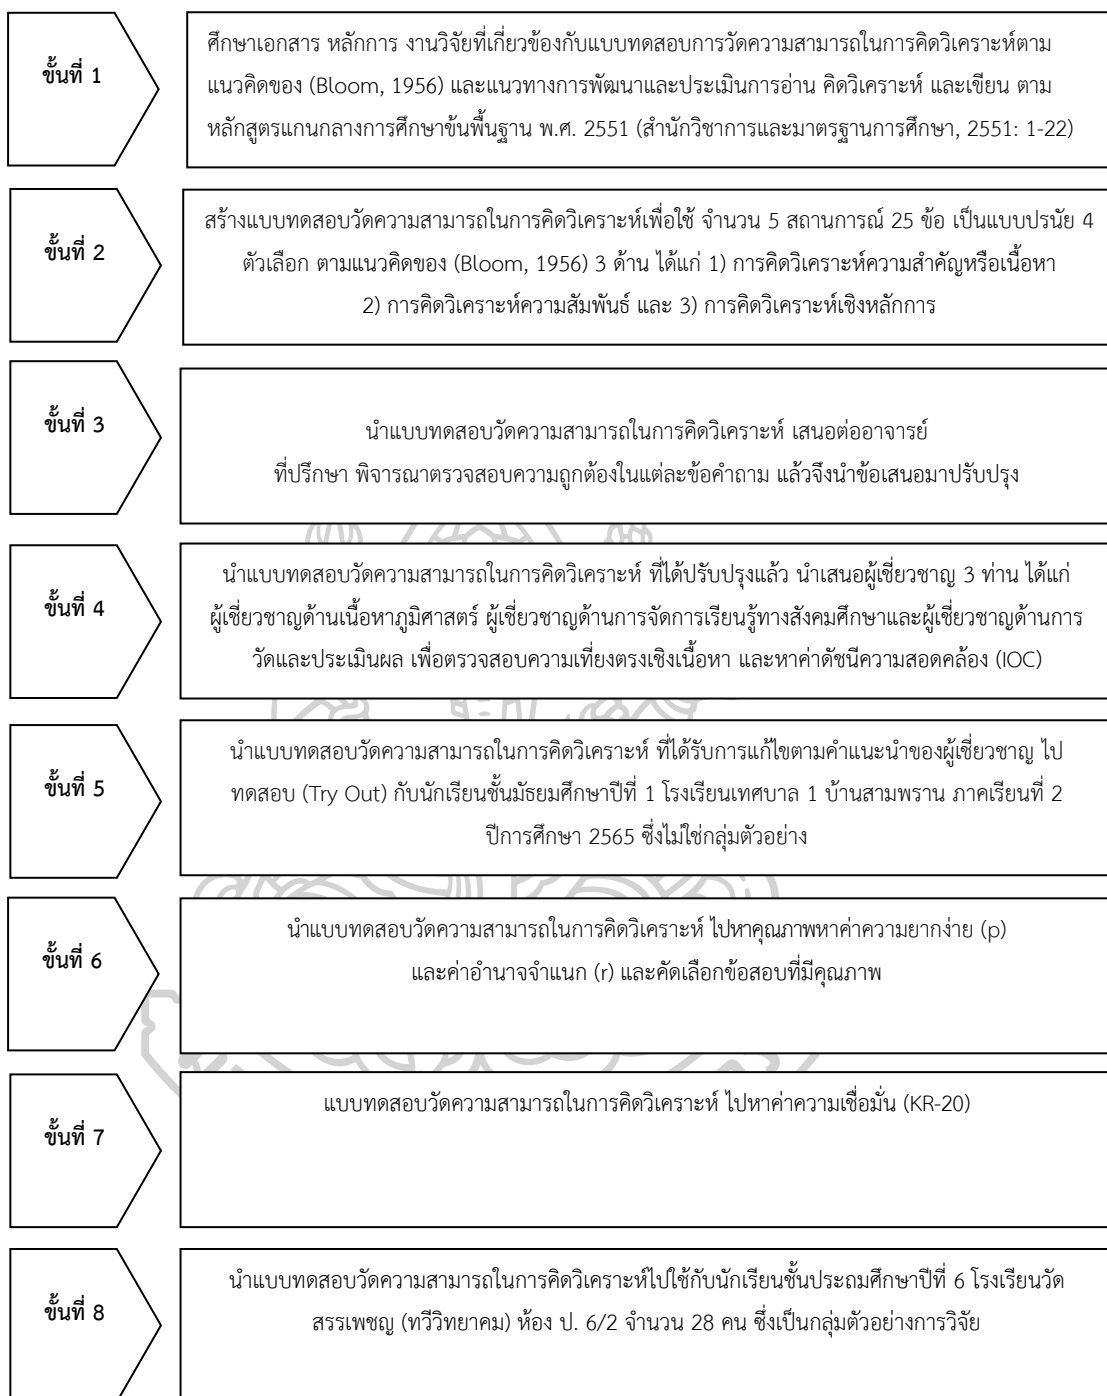 ขั้นที่ 1
ศึกษาเอกสาร หลักการ งานวิจัยที่เกี่ยวข้องกับแบบทดสอบการวัดความสามารถในการคิดวิเคราะห์ตาม
แนวคิดของ (Bloom, 1956) และแนวทางการพัฒนาและประเมินการอ่าน คิดวิเคราะห์ และเขียน ตาม
หลักสูตรแกนกลางการศึกษาขั้นพื้นฐาน พ.ศ. 2551 (สำนักวิชาการและมาตรฐานการศึกษา, 2551: 1-22)
ขั้นที่ 2
สร้างแบบทดสอบวัดความสามารถในการคิดวิเคราะห์เพื่อใช้ จำนวน 5 สถานการณ์ 25 ข้อ เป็นแบบปรนัย 4
ตัวเลือก ตามแนวคิดของ (Bloom, 1956) 3 ด้าน ได้แก่ 1) การคิดวิเคราะห์ความสำคัญหรือเนื้อหา
2) การคิดวิเคราะห์ความสัมพันธ์ และ 3) การคิดวิเคราะห์เชิงหลักการ
ขั้นที่ 3
นำแบบทดสอบวัดความสามารถในการคิดวิเคราะห์ เสนอต่ออาจารย์
ที่ปรึกษา พิจารณาตรวจสอบความถูกต้องในแต่ละข้อคำถาม แล้วจึงนำข้อเสนอมาปรับปรุง
ขั้นที่ 4
นำแบบทดสอบวัดความสามารถในการคิดวิเคราะห์ ที่ได้ปรับปรุงแล้ว นำเสนอผู้เชี่ยวชาญ 3 ท่าน ได้แก่
ผู้เชี่ยวชาญด้านเนื้อหาภูมิศาสตร์ ผู้เชี่ยวชาญด้านการจัดการเรียนรู้ทางสังคมศึกษาและผู้เชี่ยวชาญด้านการ
วัดและประเมินผล เพื่อตรวจสอบความเที่ยงตรงเชิงเนื้อหา และหาค่าดัชนีความสอดคล้อง (IOC)
ขั้นที่ 5
นำแบบทดสอบวัดความสามารถในการคิดวิเคราะห์ ที่ได้รับการแก้ไขตามคำแนะนำของผู้เชี่ยวชาญ ไป
ทดสอบ (Try Out) กับนักเรียนชั้นมัธยมศึกษาปีที่ 1 โรงเรียนเทศบาล 1 บ้านสามพราน ภาคเรียนที่ 2
ปีการศึกษา 2565 ซึ่งไม่ใช่กลุ่มตัวอย่าง
ขั้นที่ 6
นำแบบทดสอบวัดความสามารถในการคิดวิเคราะห์ ไปหาคุณภาพหาค่าความยากง่าย (p)
และค่าอำนาจจำแนก (r) และคัดเลือกข้อสอบที่มีคุณภาพ
ขั้นที่ 7
แบบทดสอบวัดความสามารถในการคิดวิเคราะห์ ไปหาค่าความเชื่อมั่น (KR-20)
ขั้นที่ 8
นำแบบทดสอบวัดความสามารถในการคิดวิเคราะห์ไปใช้กับนักเรียนชั้นประถมศึกษาปีที่ 6 โรงเรียนวัด
สรรเพชญ (ทวีวิทยาคม) ห้อง ป. 6/2 จำนวน 28 คน ซึ่งเป็นกลุ่มตัวอย่างการวิจัย